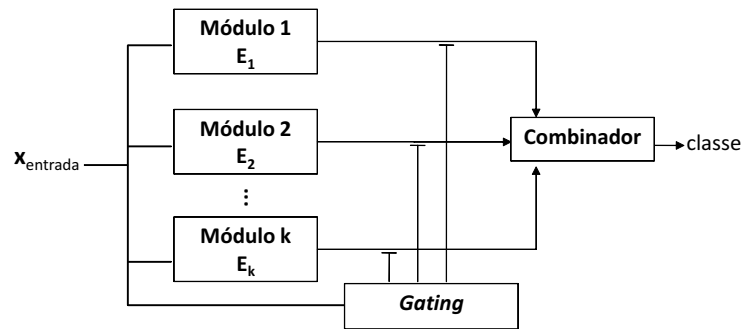 Módulo 1
E1
Módulo 2
E2
Combinador
classe
xentrada
...
Módulo k
Ek
Gating